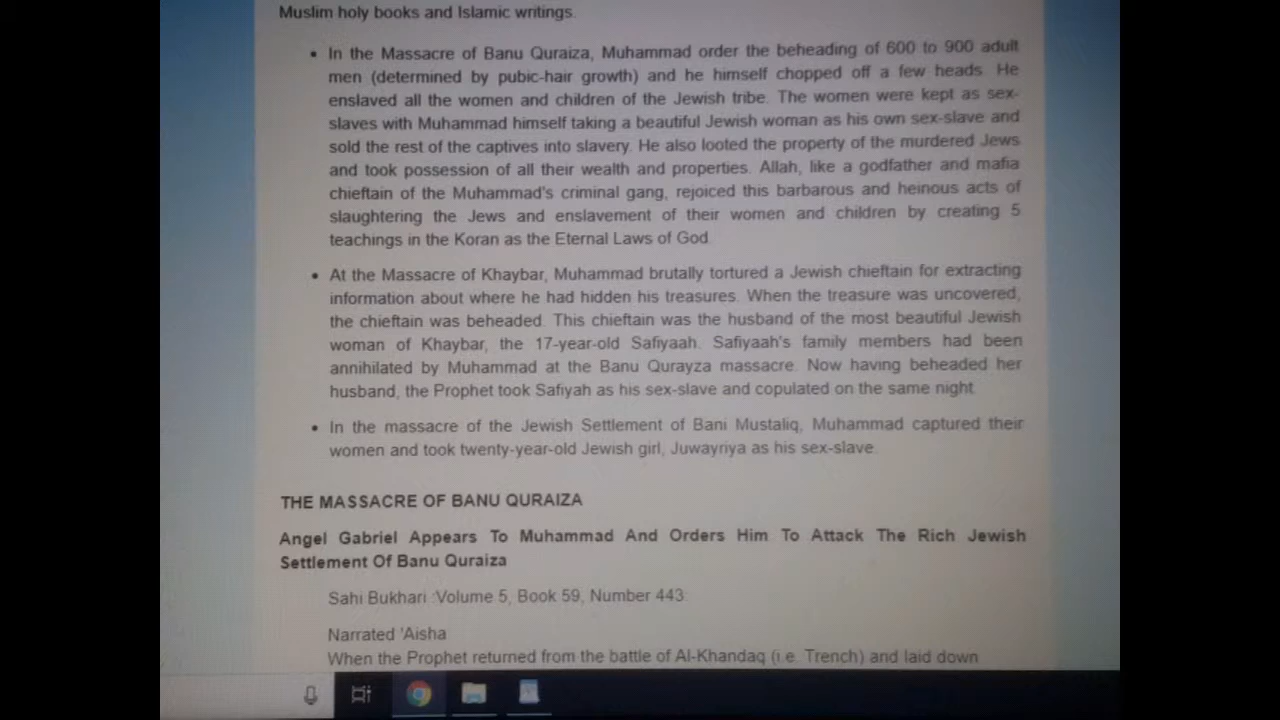 Muslim holy books and Islamic writings.
• In the Massacre of Banu Quraiza, Muhammad order the beheading of 600 to 900 adult
men (determined by pubic-hair growth) and he himself chopped off a few heads. He
enslaved all the women and children of the Jewish tribe. The women were kept as sex-
slaves with Muhammad himself taking a beautiful Jewish woman as his own sex-slave and
sold the rest of the captives into slavery. He also looted the property of the murdered Jews
and took possession of all their wealth and properties. Allah, like a godfather and mafia
chieftain of the Muhammad's criminal gang, rejoiced this barbarous and heinous acts of
slaughtering the Jews and enslavement of their women and children by creating 5
teachings in the Koran as the Eternal Laws of God.
• At the Massacre of Khaybar, Muhammad brutally tortured a Jewish chieftain for extracting
information about where he had hidden his treasures. When the treasure was uncovered,
the chieftain was beheaded. This chieftain was the husband of the most beautiful Jewish
woman of Khaybar, the 17-year-old Safiyaah. Safiyaah's family members had been
annihilated by Muhammad at the Banu Qurayza massacre. Now having beheaded her
husband, the Prophet took Safiyah as his sex-slave and copulated on the same night.
• In the massacre of the Jewish Settlement of Bani Mustaliq, Muhammad captured their
women and took twenty-year-old Jewish girl, Juwayriya as his sex-slave.
THE MASSACRE OF BANU QURAIZA
Angel Gabriel Appears To Muhammad And Orders Him To Attack The Rich Jewish
Settlement Of Banu Quraiza
Sahi Bukhari :Volume 5, Book 59, Number 443:
Narrated 'Aisha
When the Prophet returned from the battle of Al-Khandaq (i.e. Trench) and laid down